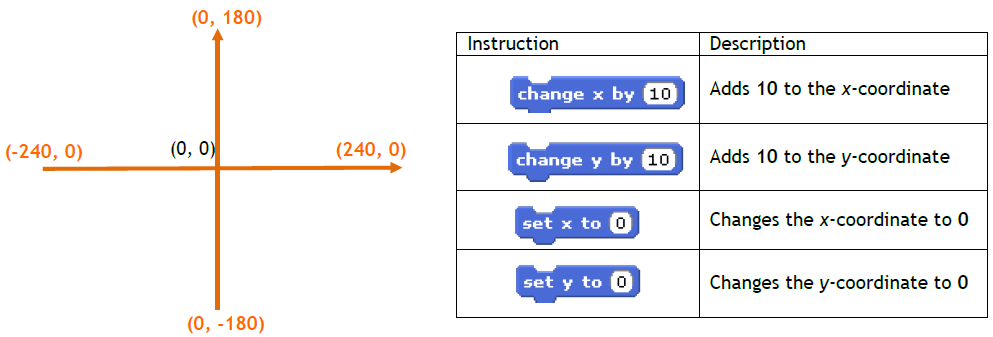 (0, 180)
(-240, 0)
(0, 0)
(240, 0)
(0, -180)
Instruction Description
change x by 10 Adds 10 to the x-coordinate
change y by 10 Adds 10 to the y-coordinate
set x to 0 Changes the x-coordinate to 0
set y to 0 Changes the y-coordinate to 0